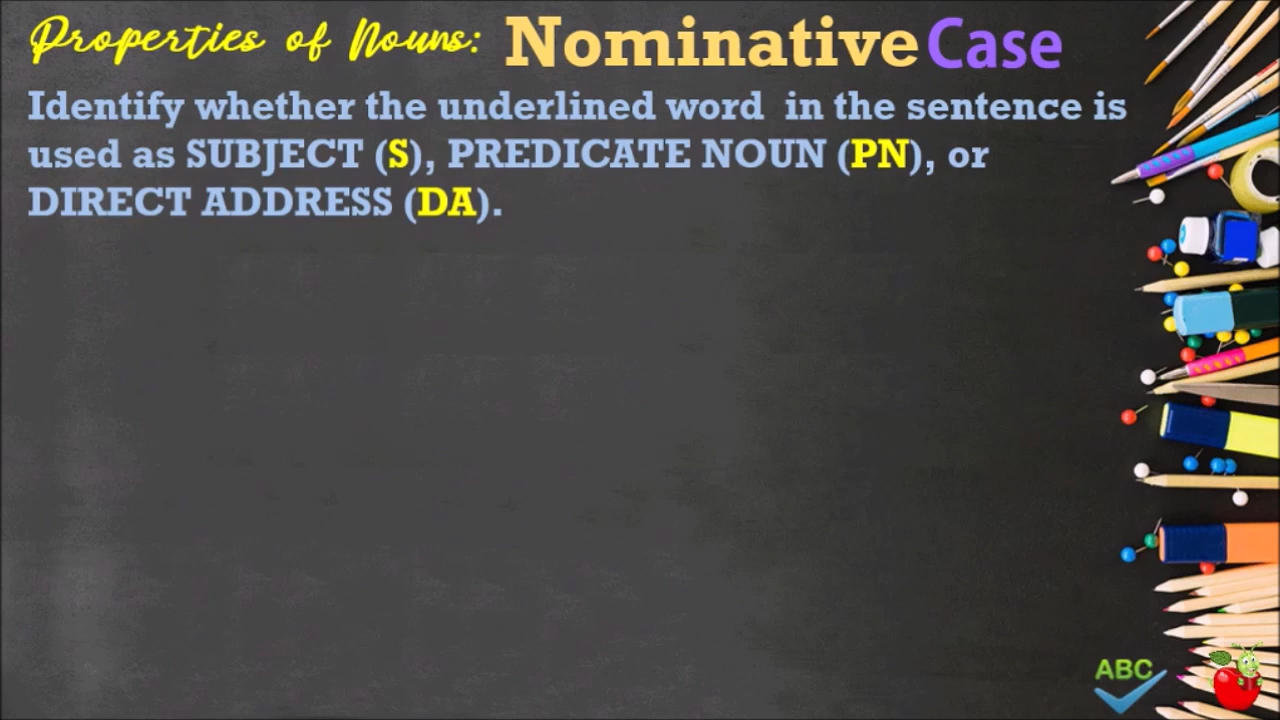 Properties of Nouns: Nominative Case
Identify whether the underlined word in the sentence is
used as SUBJECT (S), PREDICATE NOUN (PN), or
DIRECT ADDRESS (DA).
ABC